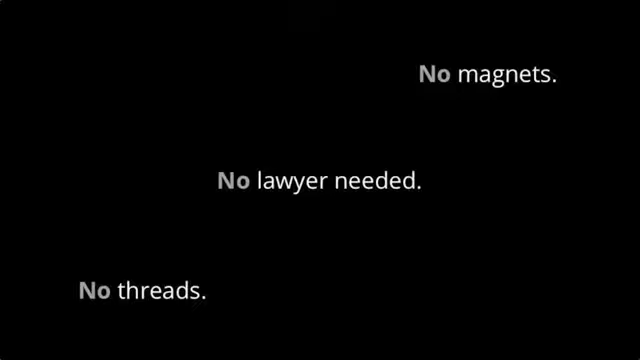 No magnets.
No lawyer needed.
No threads.